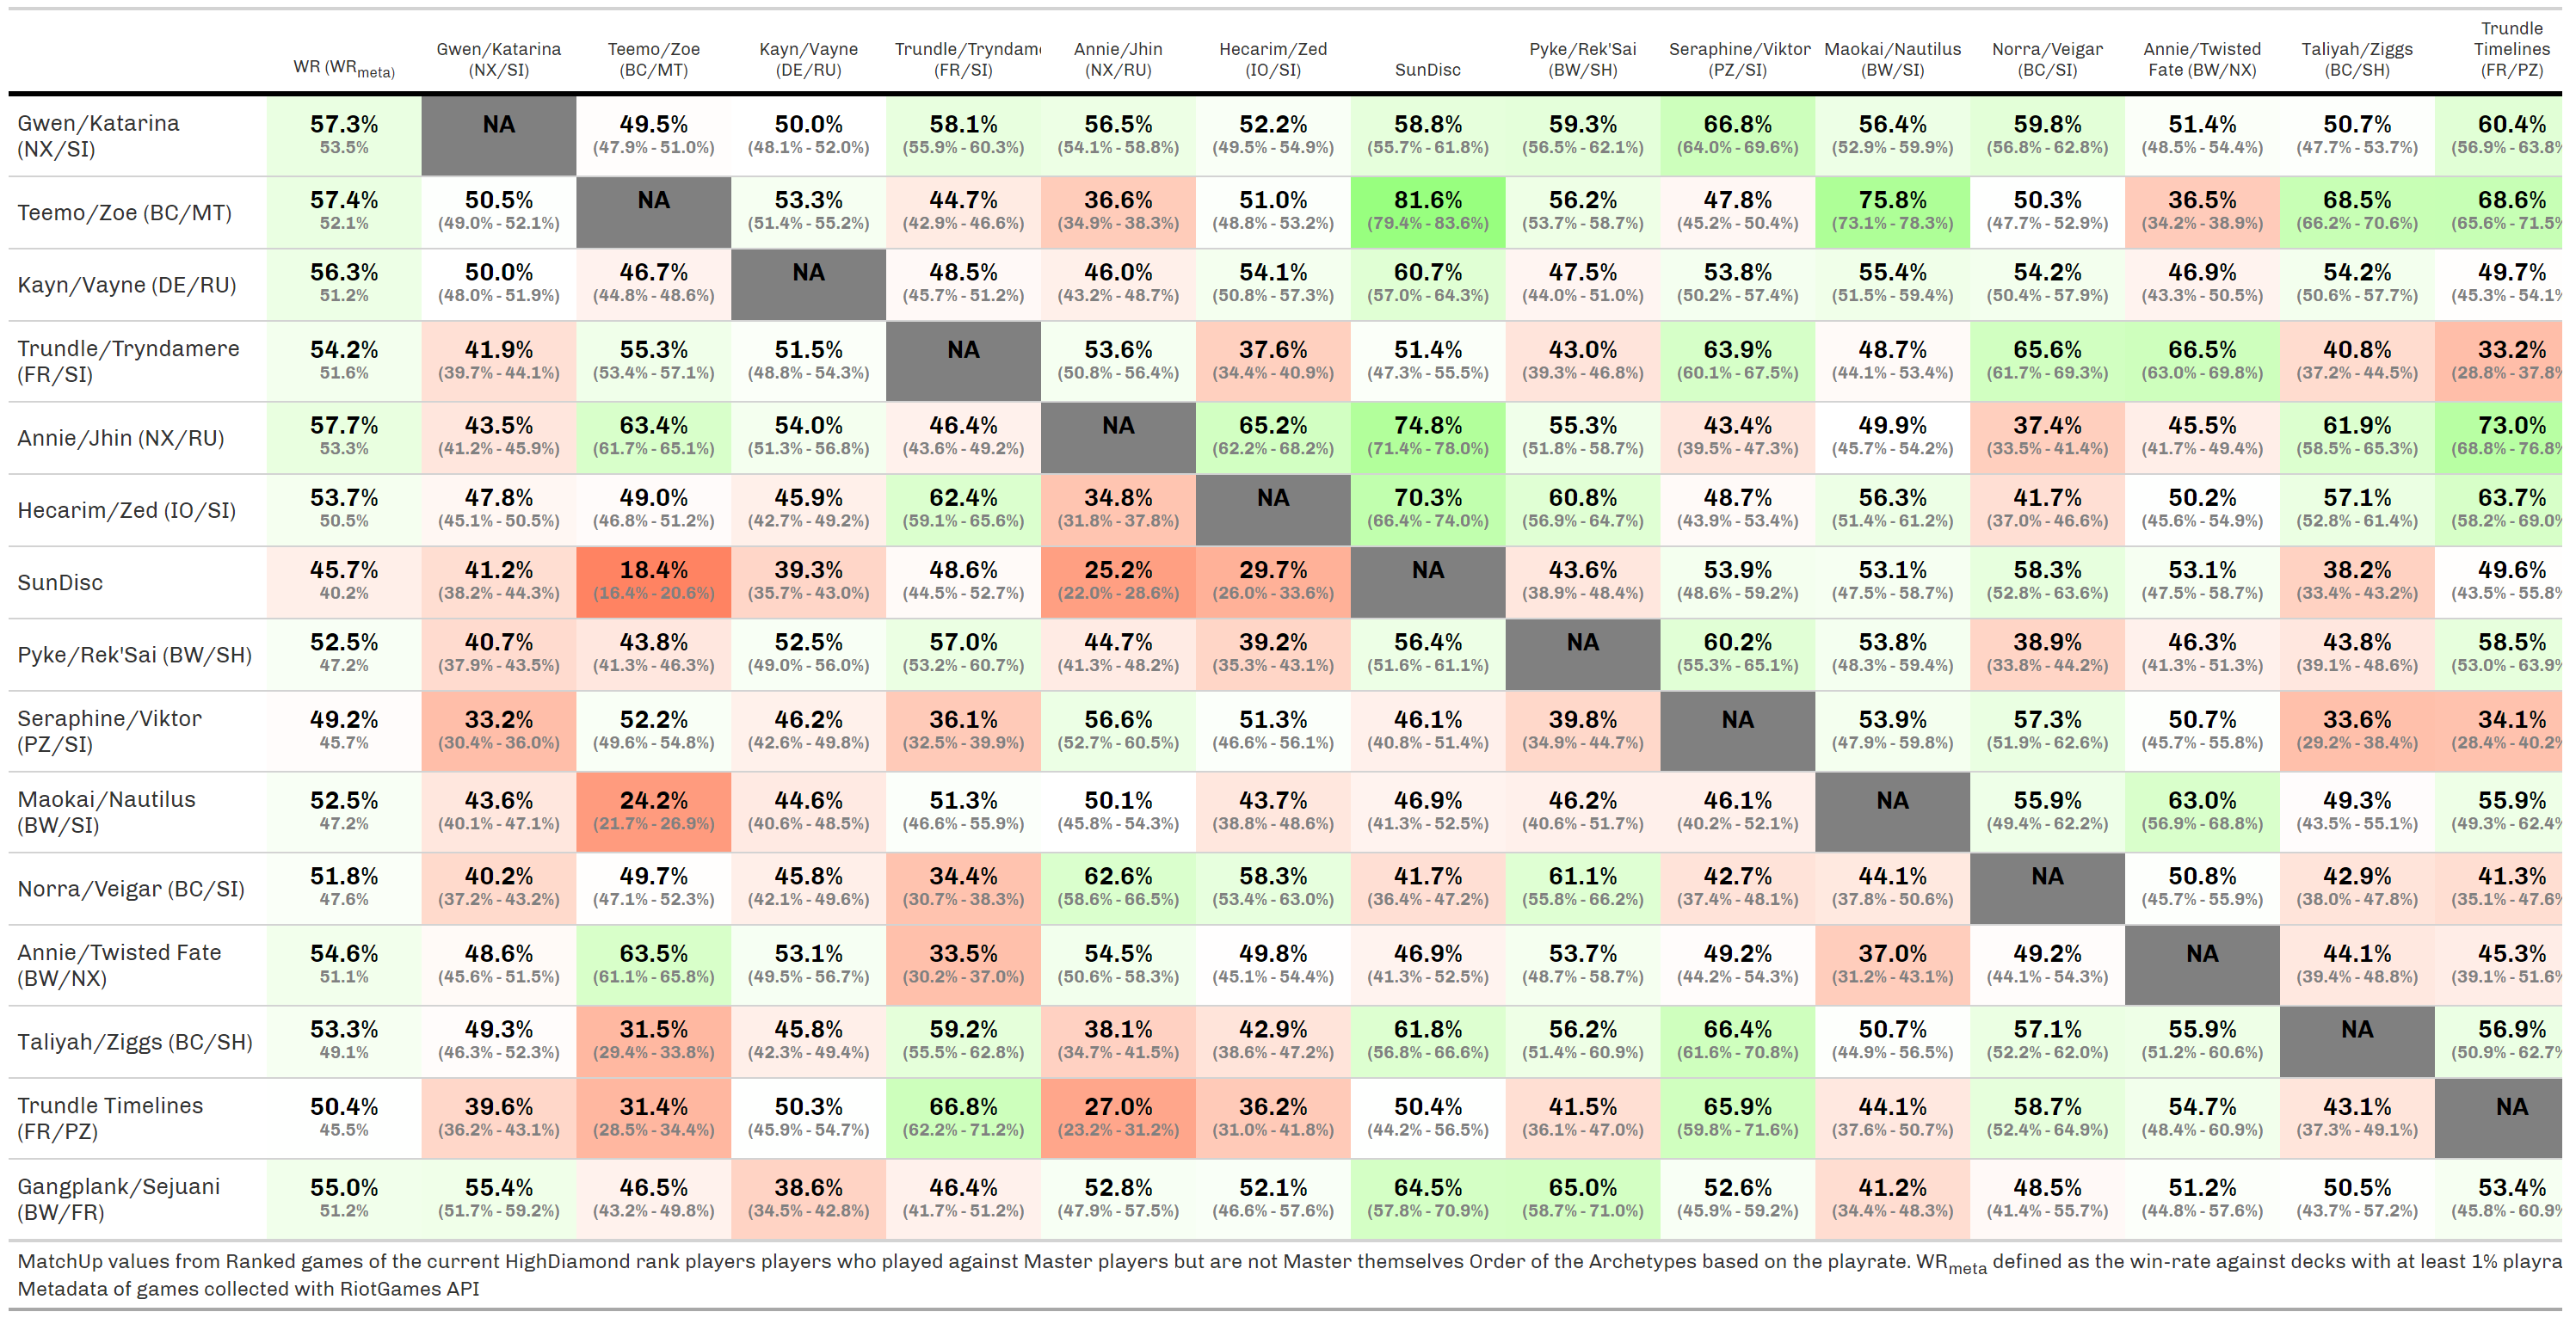 WR (WRmeta) Gwen/Katarina (NX/SI) Teemo/Zoe (BC/MT) Kayn/Vayne (DE/RU) Trundle/Tryndam (FR/SI) Annie/Jhin (NX/RU) Hecarim/Zed (IO/SI) SunDisc Pyke/Rek'Sai (BW/SH) Seraphine/Viktor (PZ/SI) Maokai/Nautilus (BW/SI) Norra/Veigar (BC/SI) Annie/Twisted Fate (BW/NX) Taliyah/Ziggs (BC/SH) Trundle Timelines (FR/PZ)
Gwen/Katarina (NX/SI) 57.3% NA 49.5% 50.0% 58.1% 56.5% 52.2% 58.8% 59.3% 66.8% 56.4% 59.8% 51.4% 50.7% 60.4%
53.5% (47.9% - 51.0%) (48.1% - 52.0%) (55.9% - 60.3%) (54.1% - 58.8%) (49.5% - 54.9%) (55.7% - 61.8%) (56.5% - 62.1%) (64.0% - 69.6%) (52.9% - 59.9%) (56.8% - 62.8%) (48.5% - 54.4%) (47.7% - 53.7%) (56.9% - 63.8%
Teemo/Zoe (BC/MT) 57.4% 50.5% NA 53.3% 44.7% 36.6% 51.0% 81.6% 56.2% 47.8% 75.8% 50.3% 36.5% 68.5% 68.6%
52.1% (49.0% - 52.1%) (51.4% - 55.2%) (42.9% - 46.6%) (34.9% - 38.3%) (48.8% - 53.2%) (79.4% - 83.6%) (53.7% - 58.7%) (45.2% - 50.4%) (73.1% - 78.3%) (47.7% - 52.9%) (34.2% - 38.9%) (66.2% - 70.6%) (65.6% - 71.5%
Kayn/Vayne (DE/RU) 56.3% 50.0% 46.7% NA 48.5% 46.0% 54.1% 60.7% 47.5% 53.8% 55.4% 54.2% 46.9% 54.2% 49.7%
51.2% (48.0% - 51.9%) (44.8% - 48.6%) (45.7% - 51.2%) (43.2% - 48.7%) (50.8% - 57.3%) (57.0% - 64.3%) (44.0% - 51.0%) (50.2% - 57.4%) (51.5% - 59.4%) (50.4% - 57.9%) (43.3% - 50.5%) (50.6% - 57.7%) (45.3% - 54.1%
Trundle/Tryndamere (FR/SI) 54.2% 41.9% 55.3% 51.5% NA 53.6% 37.6% 51.4% 43.0% 63.9% 48.7% 65.6% 66.5% 40.8% 33.2%
51.6% (39.7% - 44.1%) (53.4% - 57.1%) (48.8% - 54.3%) (50.8% - 56.4%) (34.4% - 40.9%) (47.3% - 55.5%) (39.3% - 46.8%) (60.1% - 67.5%) (44.1% - 53.4%) (61.7% - 69.3%) (63.0% - 69.8%) (37.2% - 44.5%) (28.8% - 37.8%
Annie/Jhin (NX/RU) 57.7% 43.5% 63.4% 54.0% 46.4% NA 65.2% 74.8% 55.3% 43.4% 49.9% 37.4% 45.5% 61.9% 73.0%
53.3% (41.2% - 45.9%) (61.7% - 65.1%) (51.3% - 56.8%) (43.6% - 49.2%) (62.2% - 68.2%) (71.4% - 78.0%) (51.8% - 58.7%) (39.5% - 47.3%) (45.7% - 54.2%) (33.5% - 41.4%) (41.7% - 49.4%) (58.5% - 65.3%) (68.8% - 76.8%
Hecarim/Zed (IO/SI) 53.7% 47.8% 49.0% 45.9% 62.4% 34.8% NA 70.3% 60.8% 48.7% 56.3% 41.7% 50.2% 57.1% 63.7%
50.5% (45.1% - 50.5%) (46.8% - 51.2%) (42.7% - 49.2%) (59.1% - 65.6%) (31.8% - 37.8%) (66.4% - 74.0%) (56.9% - 64.7%) (43.9% - 53.4%) (51.4% - 61.2%) (37.0% - 46.6%) (45.6% - 54.9%) (52.8% - 61.4%) (58.2% - 69.0%
SunDisc 45.7% 41.2% 18.4% 39.3% 48.6% 25.2% 29.7% NA 43.6% 53.9% 53.1% 58.3% 53.1% 38.2% 49.6%
40.2% (38.2% - 44.3%) (16.4% - 20.6%) (35.7% - 43.0%) (44.5% - 52.7%) (22.0% - 28.6%) (26.0% - 33.6%) (38.9% - 48.4%) (48.6% - 59.2%) (47.5% - 58.7%) (52.8% - 63.6%) (47.5% - 58.7%) (33.4% - 43.2%) (43.5% - 55.8%
Pyke/Rek'Sai (BW/SH) 52.5% 40.7% 43.8% 52.5% 57.0% 44.7% 39.2% 56.4% NA 60.2% 53.8% 38.9% 46.3% 43.8% 58.5%
47.2% (37.9% - 43.5%) (41.3% - 46.3%) (49.0% - 56.0%) (53.2% - 60.7%) (41.3% - 48.2%) (35.3% - 43.1%) (51.6% - 61.1%) (55.3% - 65.1%) (48.3% - 59.4%) (33.8% - 44.2%) (41.3% - 51.3%) (39.1% - 48.6%) (53.0% - 63.9%
Seraphine/Viktor (PZ/SI) 49.2% 33.2% 52.2% 46.2% 36.1% 56.6% 51.3% 46.1% 39.8% NA 53.9% 57.3% 50.7% 33.6% 34.1%
45.7% (30.4% - 36.0%) (49.6% - 54.8%) (42.6% - 49.8%) (32.5% - 39.9%) (52.7% - 60.5%) (46.6% - 56.1%) (40.8% - 51.4%) (34.9% - 44.7%) (47.9% - 59.8%) (51.9% - 62.6%) (45.7% - 55.8%) (29.2% - 38.4%) (28.4% - 40.2%
Maokai/Nautilus (BW/SI) 52.5% 43.6% 24.2% 44.6% 51.3% 50.1% 43.7% 46.9% 46.2% 46.1% NA 55.9% 63.0% 49.3% 55.9%
47.2% (40.1% - 47.1%) (21.7% - 26.9%) (40.6% - 48.5%) (46.6% - 55.9%) (45.8% - 54.3%) (38.8% - 48.6%) (41.3% - 52.5%) (40.6% - 51.7%) (40.2% - 52.1%) (49.4% - 62.2%) (56.9% - 68.8%) (43.5% - 55.1%) (49.3% - 62.4%
Norra/Veigar (BC/SI) 51.8% 40.2% 49.7% 45.8% 34.4% 62.6% 58.3% 41.7% 61.1% 42.7% 44.1% NA 50.8% 42.9% 41.3%
47.6% (37.2% - 43.2%) (47.1% - 52.3%) (42.1% - 49.6%) (30.7% - 38.3%) (58.6% - 66.5%) (53.4% - 63.0%) (36.4% - 47.2%) (55.8% - 66.2%) (37.4% - 48.1%) (37.8% - 50.6%) (45.7% - 55.9%) (38.0% - 47.8%) (35.1% - 47.6%
Annie/Twisted Fate (BW/NX) 54.6% 48.6% 63.5% 53.1% 33.5% 54.5% 49.8% 46.9% 53.7% 49.2% 37.0% 49.2% NA 44.1% 45.3%
51.1% (45.6% - 51.5%) (61.1% - 65.8%) (49.5% - 56.7%) (30.2% - 37.0%) (50.6% - 58.3%) (45.1% - 54.4%) (41.3% - 52.5%) (48.7% - 58.7%) (44.2% - 54.3%) (31.2% - 43.1%) (44.1% - 54.3%) (39.4% - 48.8%) (39.1% - 51.6%
Taliyah/Ziggs (BC/SH) 53.3% 49.3% 31.5% 45.8% 59.2% 38.1% 42.9% 61.8% 56.2% 66.4% 50.7% 57.1% 55.9% NA 56.9%
49.1% (46.3% - 52.3%) (29.4% - 33.8%) (42.3% - 49.4%) (55.5% - 62.8%) (34.7% - 41.5%) (38.6% - 47.2%) (56.8% - 66.6%) (51.4% - 60.9%) (61.6% - 70.8%) (44.9% - 56.5%) (52.2% - 62.0%) (51.2% - 60.6%) (50.9% - 62.7%
Trundle Timelines (FR/PZ) 50.4% 39.6% 31.4% 50.3% 66.8% 27.0% 36.2% 50.4% 41.5% 65.9% 44.1% 58.7% 54.7% 43.1% NA
45.5% (36.2% - 43.1%) (28.5% - 34.4%) (45.9% - 54.7%) (62.2% - 71.2%) (23.2% - 31.2%) (31.0% - 41.8%) (44.2% - 56.5%) (36.1% - 47.0%) (59.8% - 71.6%) (37.6% - 50.7%) (52.4% - 64.9%) (48.4% - 60.9%) (37.3% - 49.1%)
Gangplank/Sejuani (BW/FR) 55.0% 55.4% 46.5% 38.6% 46.4% 52.8% 52.1% 64.5% 65.0% 52.6% 41.2% 48.5% 51.2% 50.5% 53.4%
51.2% (51.7% - 59.2%) (43.2% - 49.8%) (34.5% - 42.8%) (41.7% - 51.2%) (47.9% - 57.5%) (46.6% - 57.6%) (57.8% - 70.9%) (58.7% - 71.0%) (45.9% - 59.2%) (34.4% - 48.3%) (41.4% - 55.7%) (44.8% - 57.6%) (43.7% - 57.2%) (45.8% - 60.9%
MatchUp values from Ranked games of the current HighDiamond rank players players who played against Master players but are not Master themselves Order of the Archetypes based on the playrate. WRmeta defined as the win-rate against decks with at least 1% playra
Metadata of games collected with RiotGames API